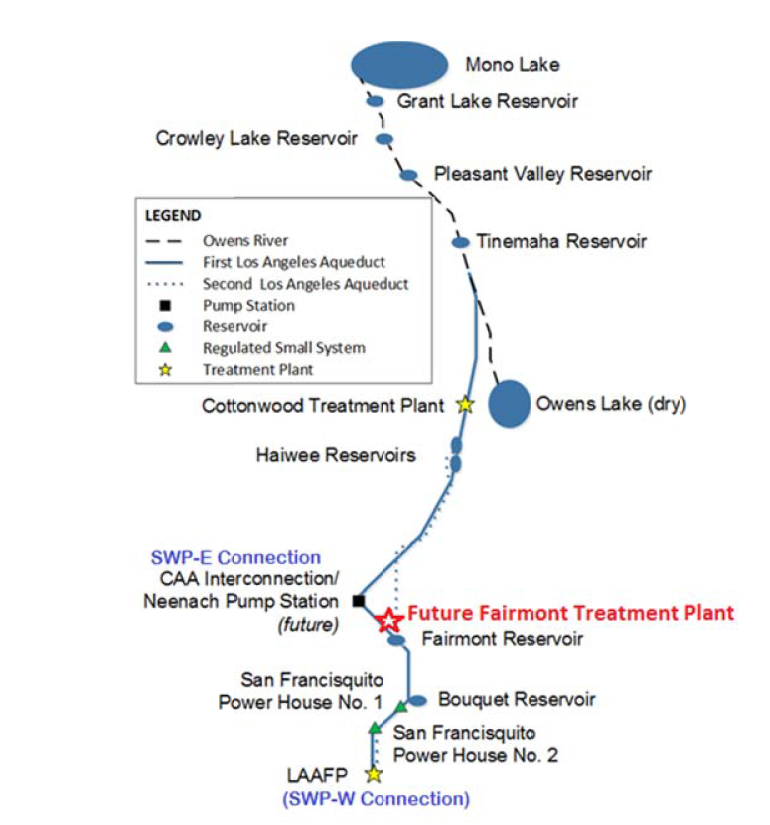 Mono Lake
Grant Lake Reservoir
Crowley Lake Reservoir
Pleasant Valley Reservoir
LEGEND
Owens River
First Los Angeles Aqueduct
Second Los Angeles Aqueduct
Pump Station
Reservoir
Regulated Small System
Treatment Plant
Tinemaha Reservoir
Cottonwood Treatment Plant
Owens Lake (dry)
Haiwee Reservoirs
SWP-E Connection
CAA Interconnection/
Neenach Pump Station
(future)
Future Fairmont Treatment Plant
Fairmont Reservoir
San Francisquito
Power House No. 1
Bouquet Reservoir
San Francisquito
Power House No. 2
LAAFP
(SWP-W Connection)